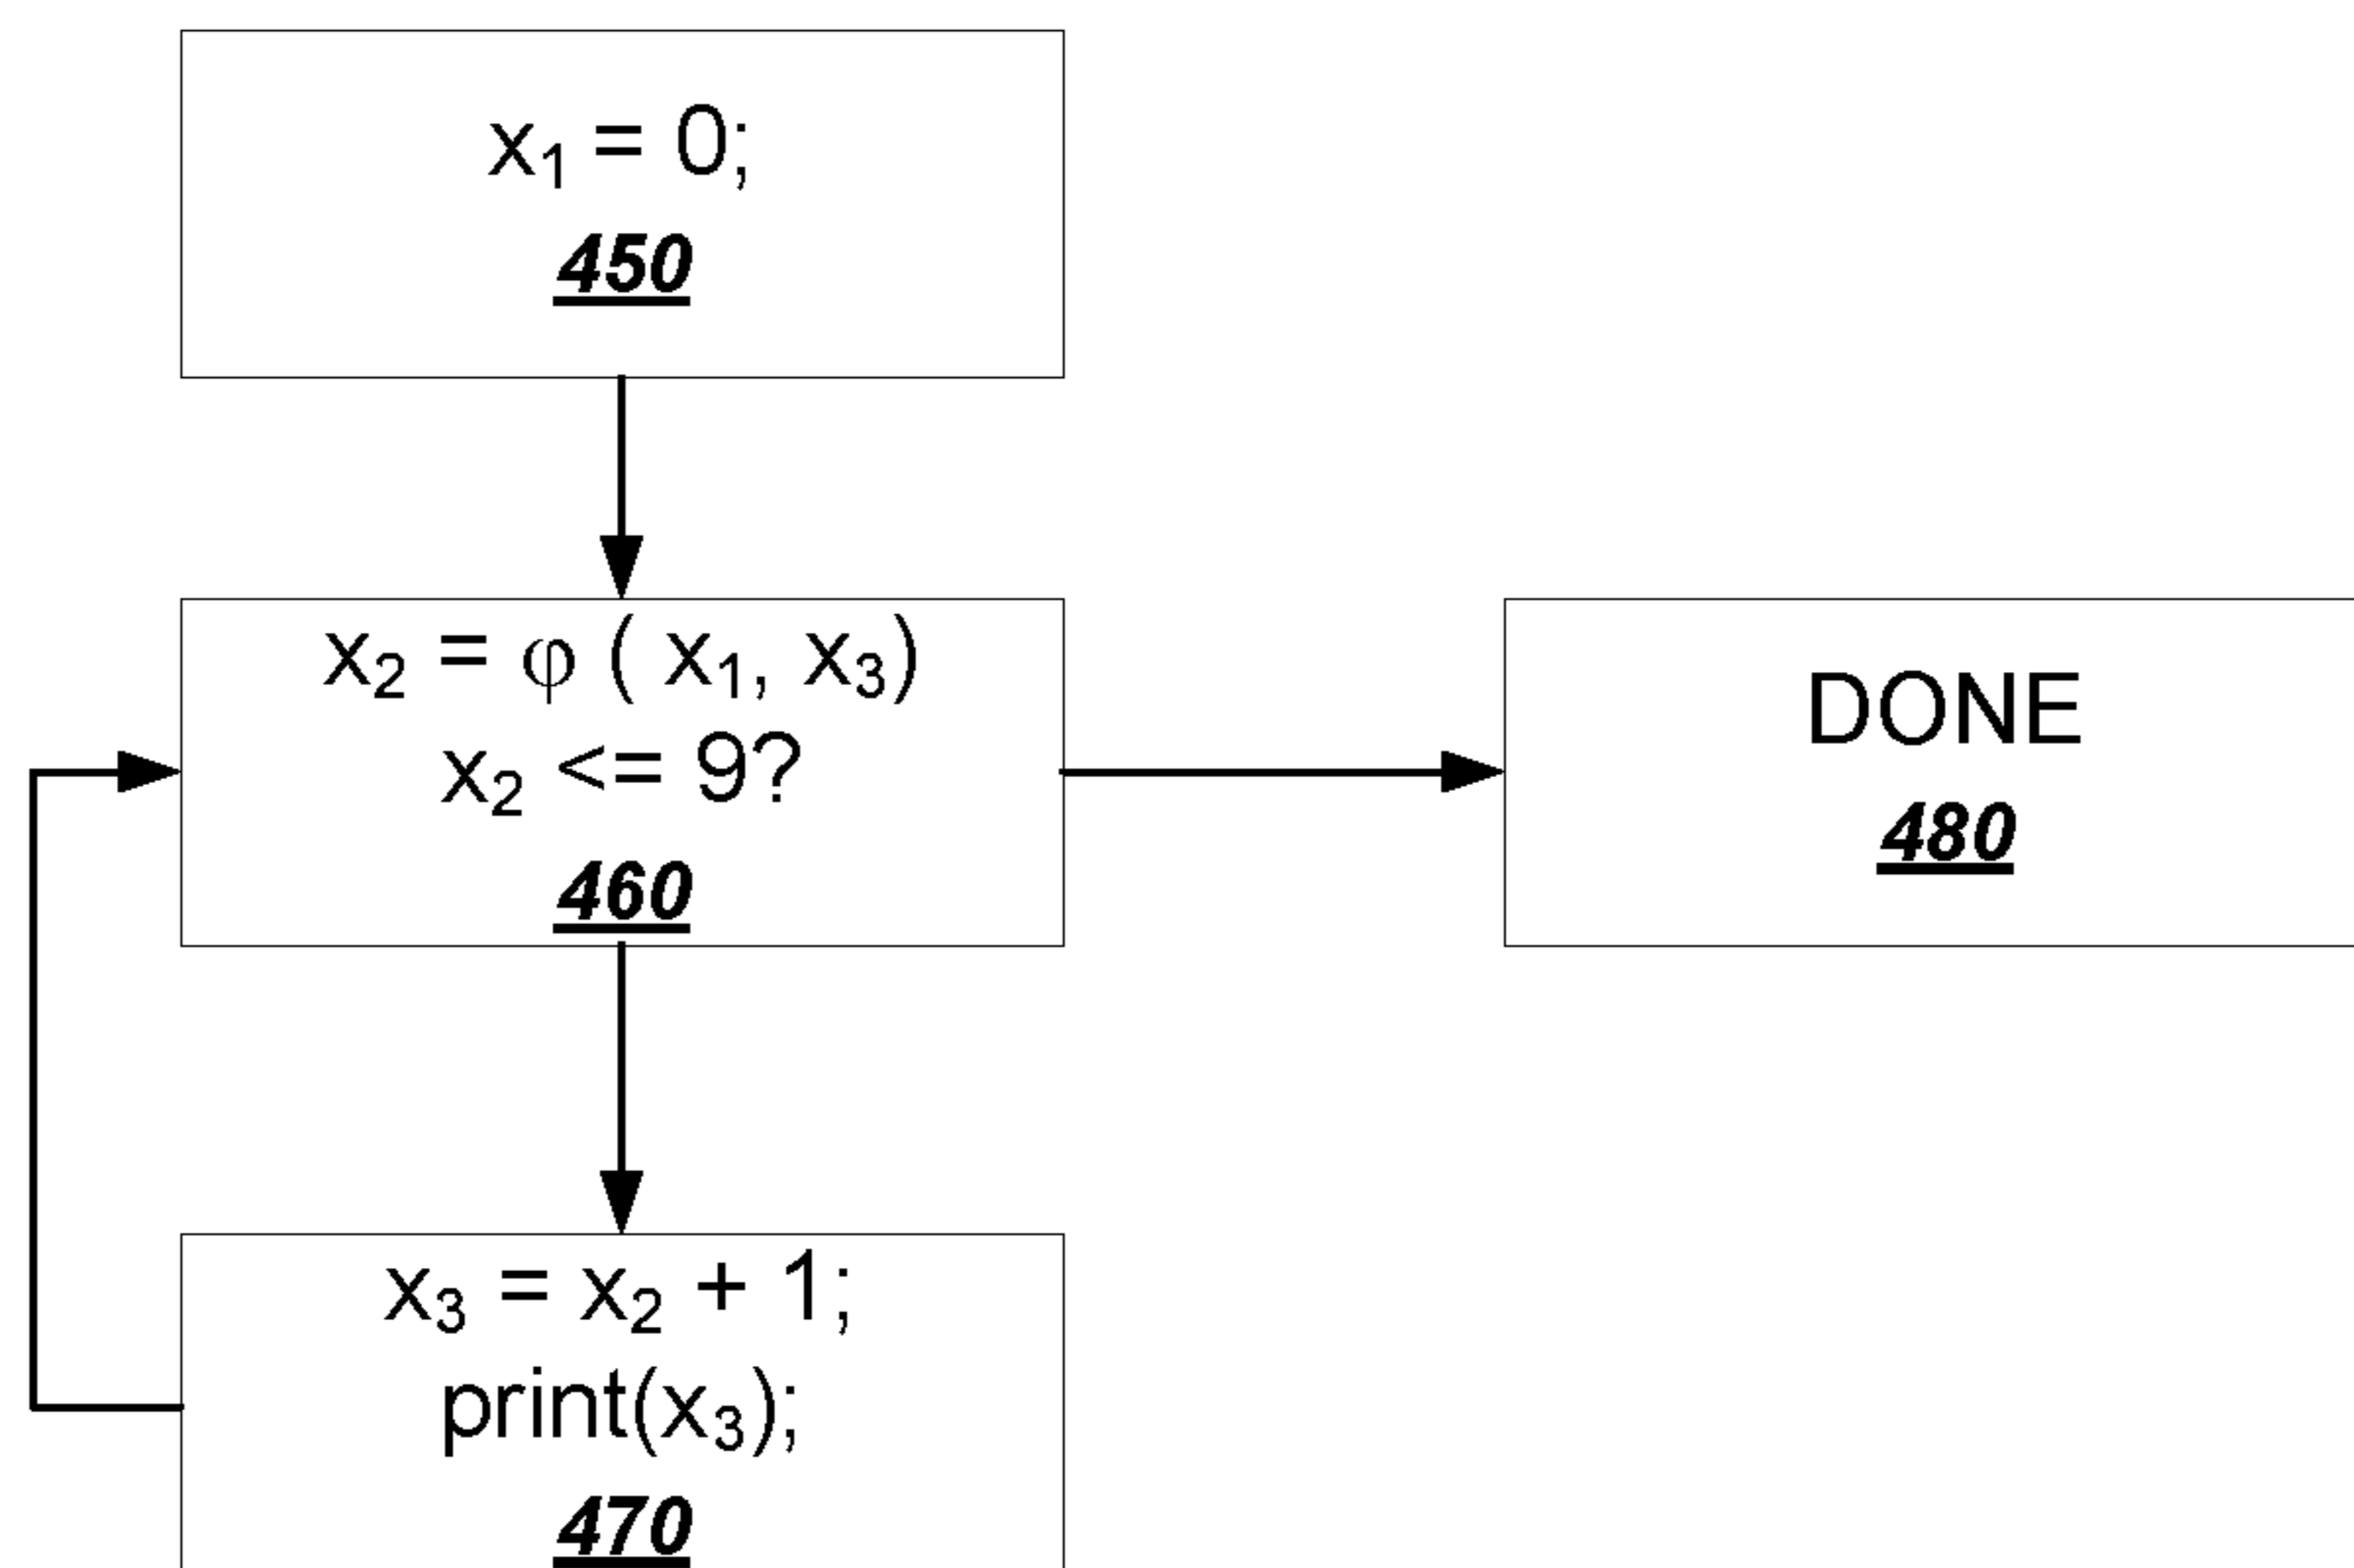 x₁ = 0;
450
x₂ = φ ( x₁, x₃)
x₂ <= 9?
460
DONE
480
x₃ = x₂ + 1;
print(x₃);
470